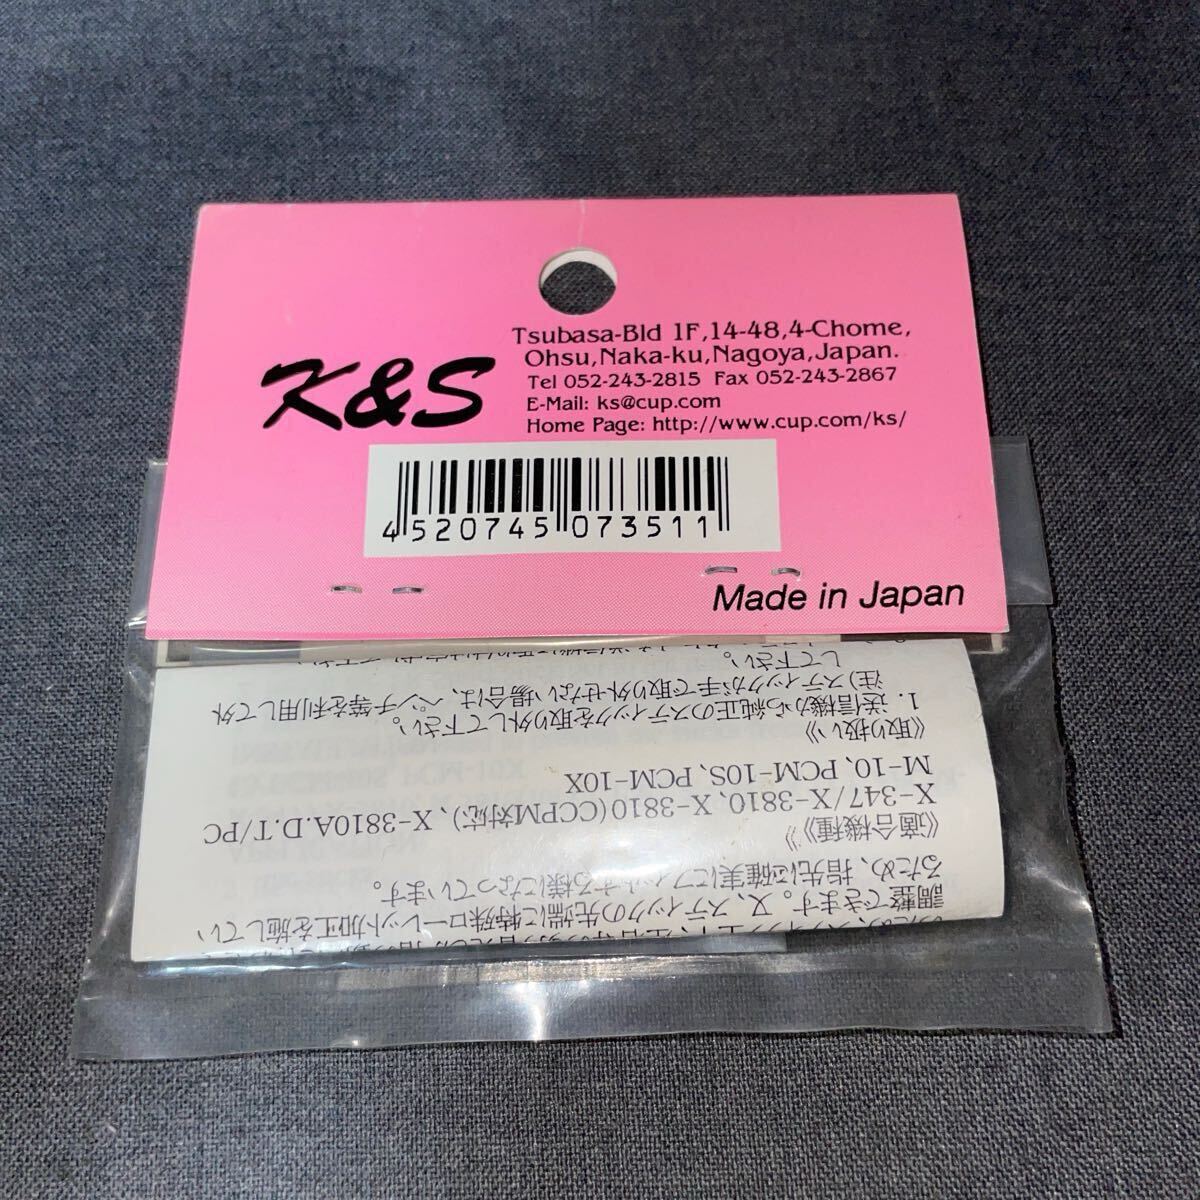 K&S
Tsubasa-Bld 1F,14-48,4-Chome,
Ohsu,Naka-ku,Nagoya,Japan.
Tel 052-243-2815 Fax 052-243-2867
E-Mail: ks@cup.com
Home Page: http://www.cup.com/ks/
4520745073511
Made in Japan
調整できます。又、スティックの先端に特殊ローレット加工を施してい
るため、指先に確実にフィットする様になっています。
《適合機種》
X-347/X-3810、X-3810(CCPM対応)、X-3810A.D.T/PC
M-10、PCM-10S、PCM-10X
《取り扱い》
1. 送信機から純正のスティックを取り外して下さい。
注)スティックが手で取り外せない場合は、ペンチ等を利用して外
して下さい。